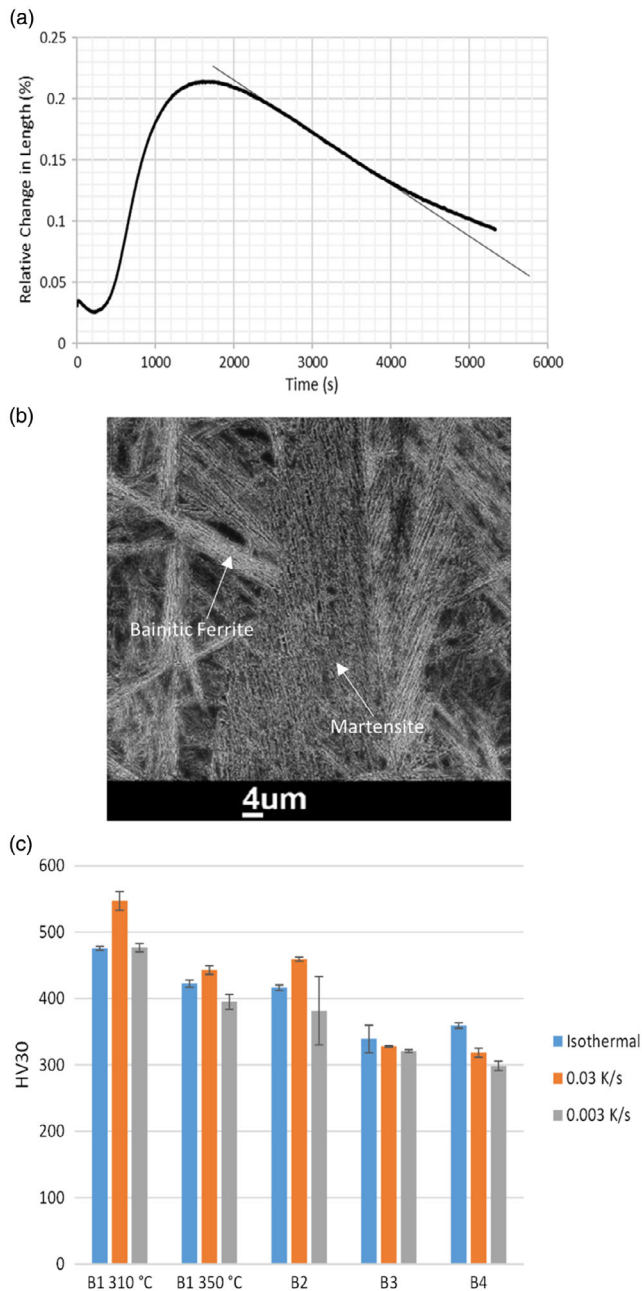 (a)
0.25
0.2
0.15
0.1
0.05
0
Relative Change in Length (%)
0 1000 2000 3000 4000 5000 6000
Time (s)
(b)
Bainitic Ferrite
Martensite
4um
(c)
600
500
400
300
200
100
0
HV30
B1 310 °C B1 350 °C B2 B3 B4
Isothermal
0.03 K/s
0.003 K/s